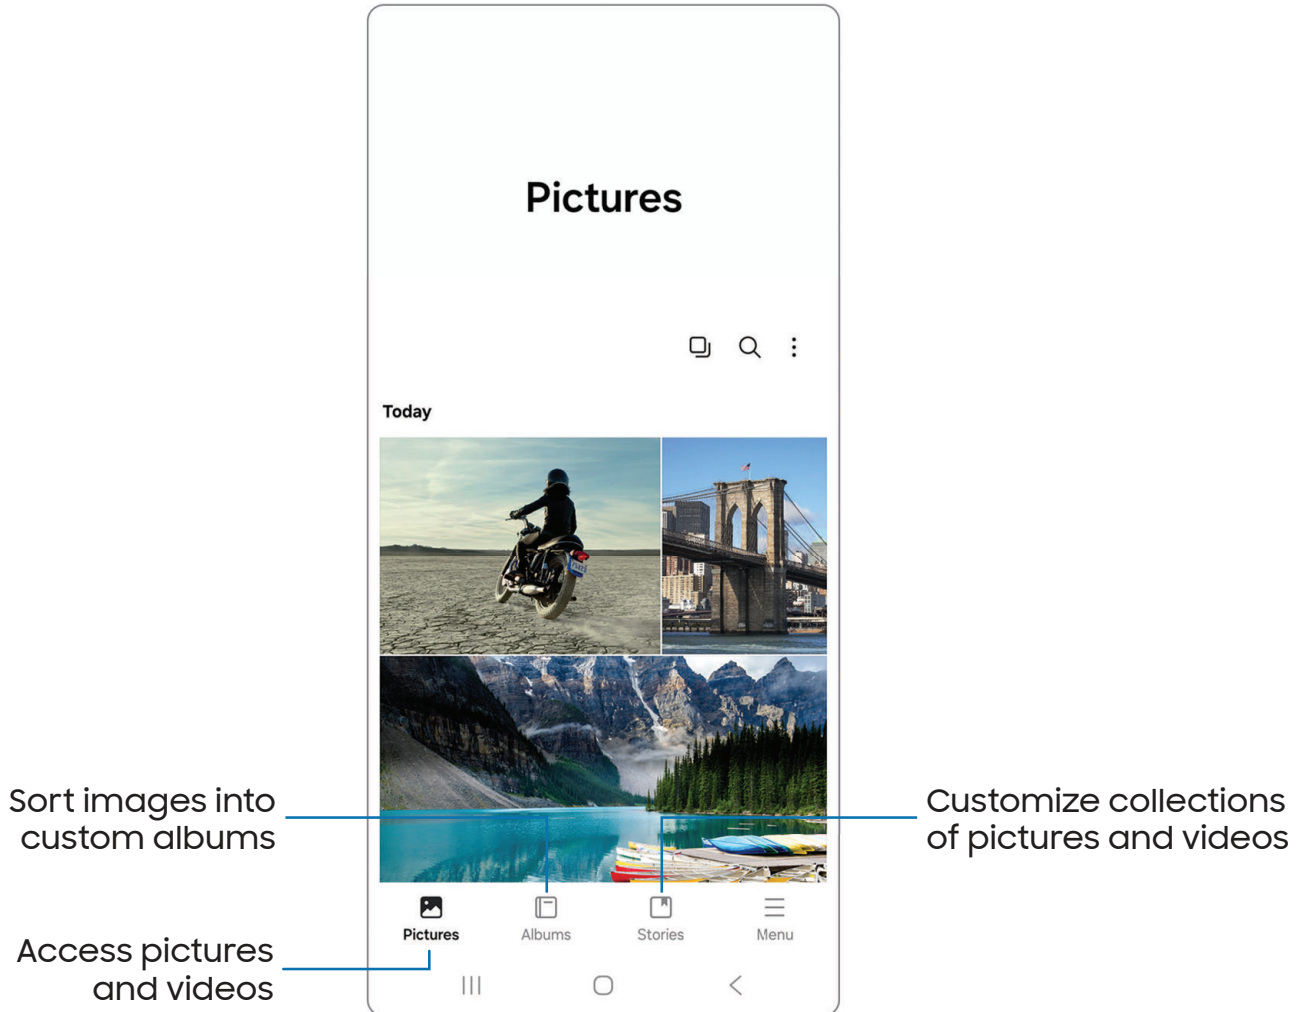 Pictures
Today
Sort images into
custom albums
Customize collections
of pictures and videos
Pictures
Albums
Stories
Menu
Access pictures
and videos